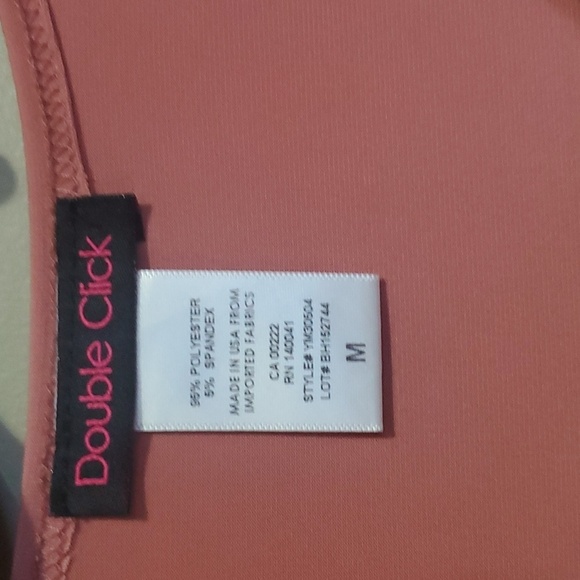 Double Click
95% POLYESTER
5% SPANDEX
MADE IN USA FROM
IMPORTED FABRICS
CA 00222
RN 140041
STYLE# YM30504
LOT# BH152744
M